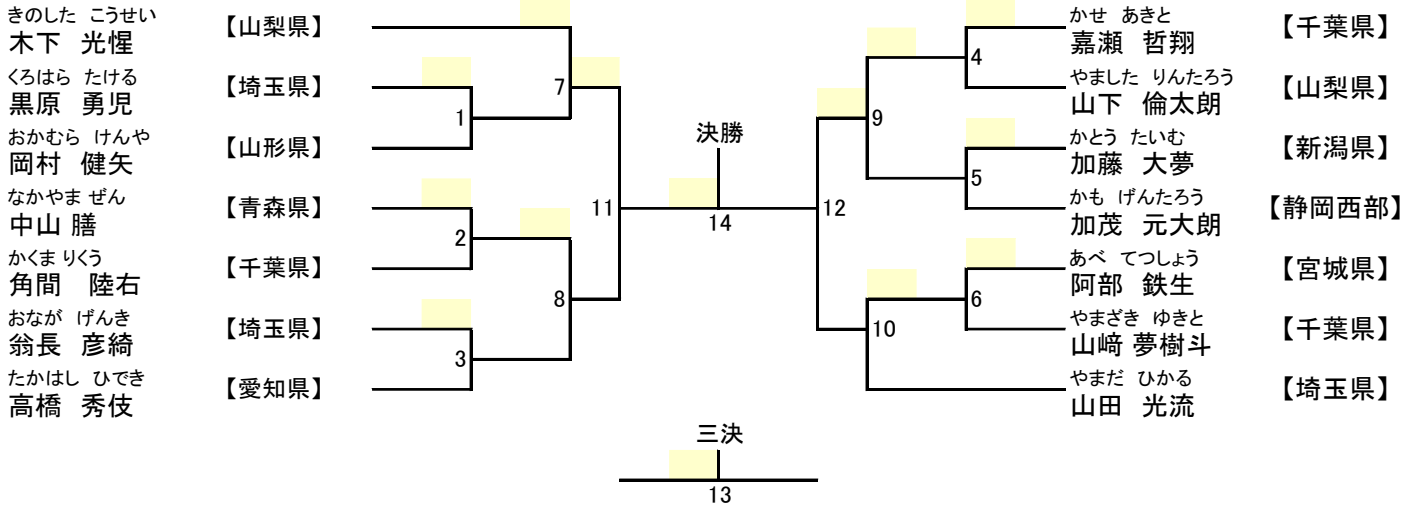 きのした こうせい
木下 光惺 【山梨県】
くろはら たける
黒原 勇児 【埼玉県】
おかむら けんや
岡村 健矢 【山形県】
なかやま ぜん
中山 膳 【青森県】
かくま りくう
角間 陸右 【千葉県】
おなが げんき
翁長 彦綺 【埼玉県】
たかはし ひでき
高橋 秀伎 【愛知県】
1
2
3
7
8
11
決勝
14
三決
13
12
9
10
4
5
6
かせ あきと
嘉瀬 哲翔 【千葉県】
やました りんたろう
山下 倫太朗 【山梨県】
かとう たいむ
加藤 大夢 【新潟県】
かも げんたろう
加茂 元大朗 【静岡西部】
あべ てつしょう
阿部 鉄生 【宮城県】
やまざき ゆきと
山﨑 夢樹斗 【千葉県】
やまだ ひかる
山田 光流 【埼玉県】